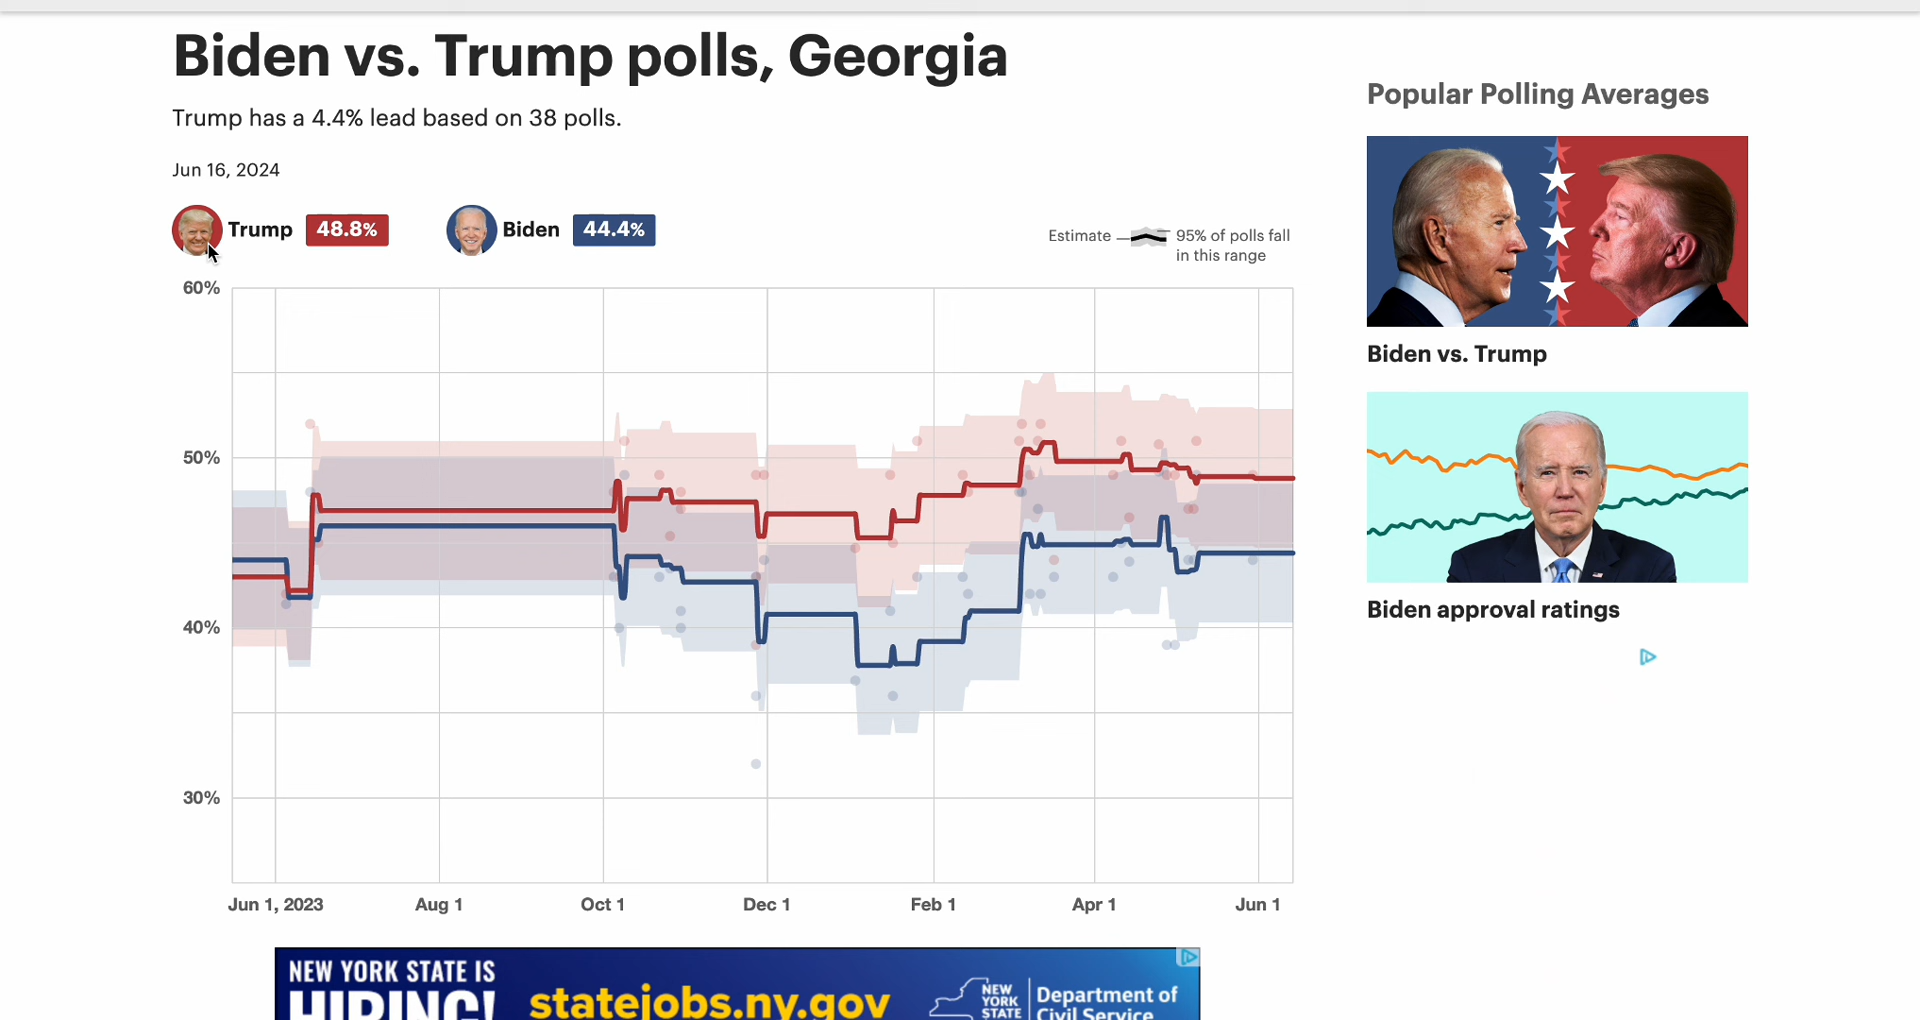 Biden vs. Trump polls, Georgia
Trump has a 4.4% lead based on 38 polls.
Jun 16, 2024
Trump 48.8% Biden 44.4%
Estimate 95% of polls fall
in this range
60%
50%
40%
30%
Jun 1, 2023 Aug 1 Oct 1 Dec 1 Feb 1 Apr 1 Jun 1
Popular Polling Averages
Biden vs. Trump
Biden approval ratings
NEW YORK STATE IS
HIRING!
statejobs.ny.gov
NEW
YORK
STATE
Department of
Civil Service